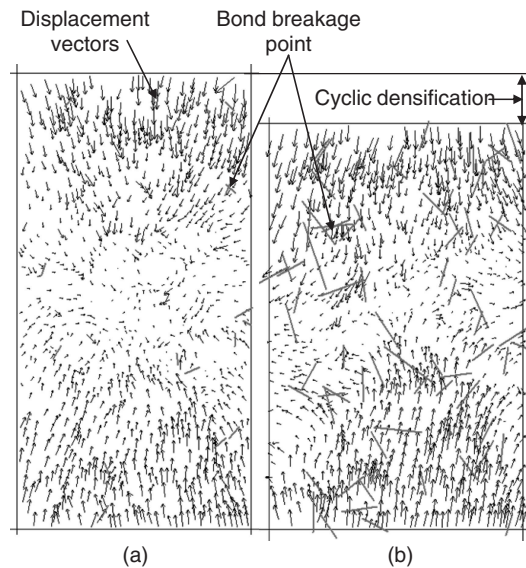 Displacement
vectors
Bond breakage
point
Cyclic densification
(a)
(b)